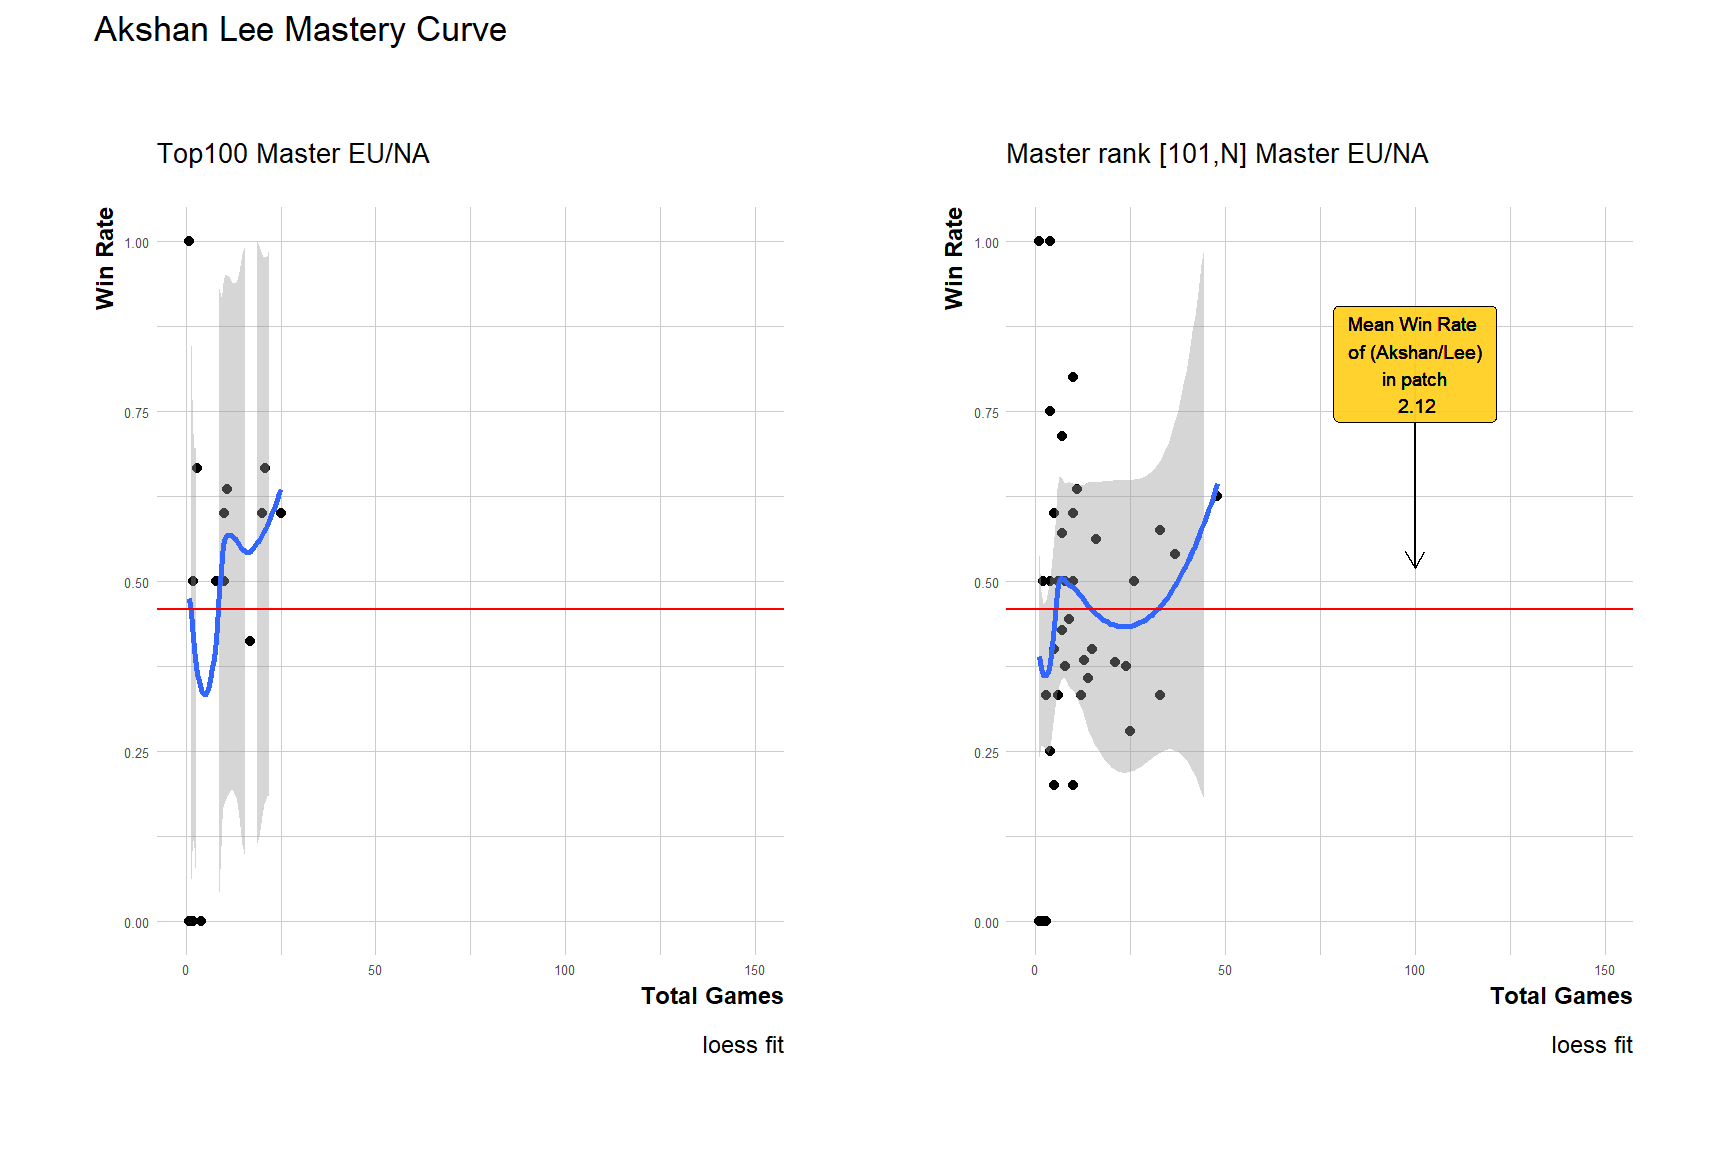 Akshan Lee Mastery Curve
Top100 Master EU/NA
Win Rate
1.00
0.75
0.50
0.25
0.00
0
50
100
150
Total Games
loess fit
Master rank [101,N] Master EU/NA
Win Rate
1.00
0.75
0.50
0.25
0.00
Mean Win Rate
of (Akshan/Lee)
in patch
2.12
0
50
100
150
Total Games
loess fit